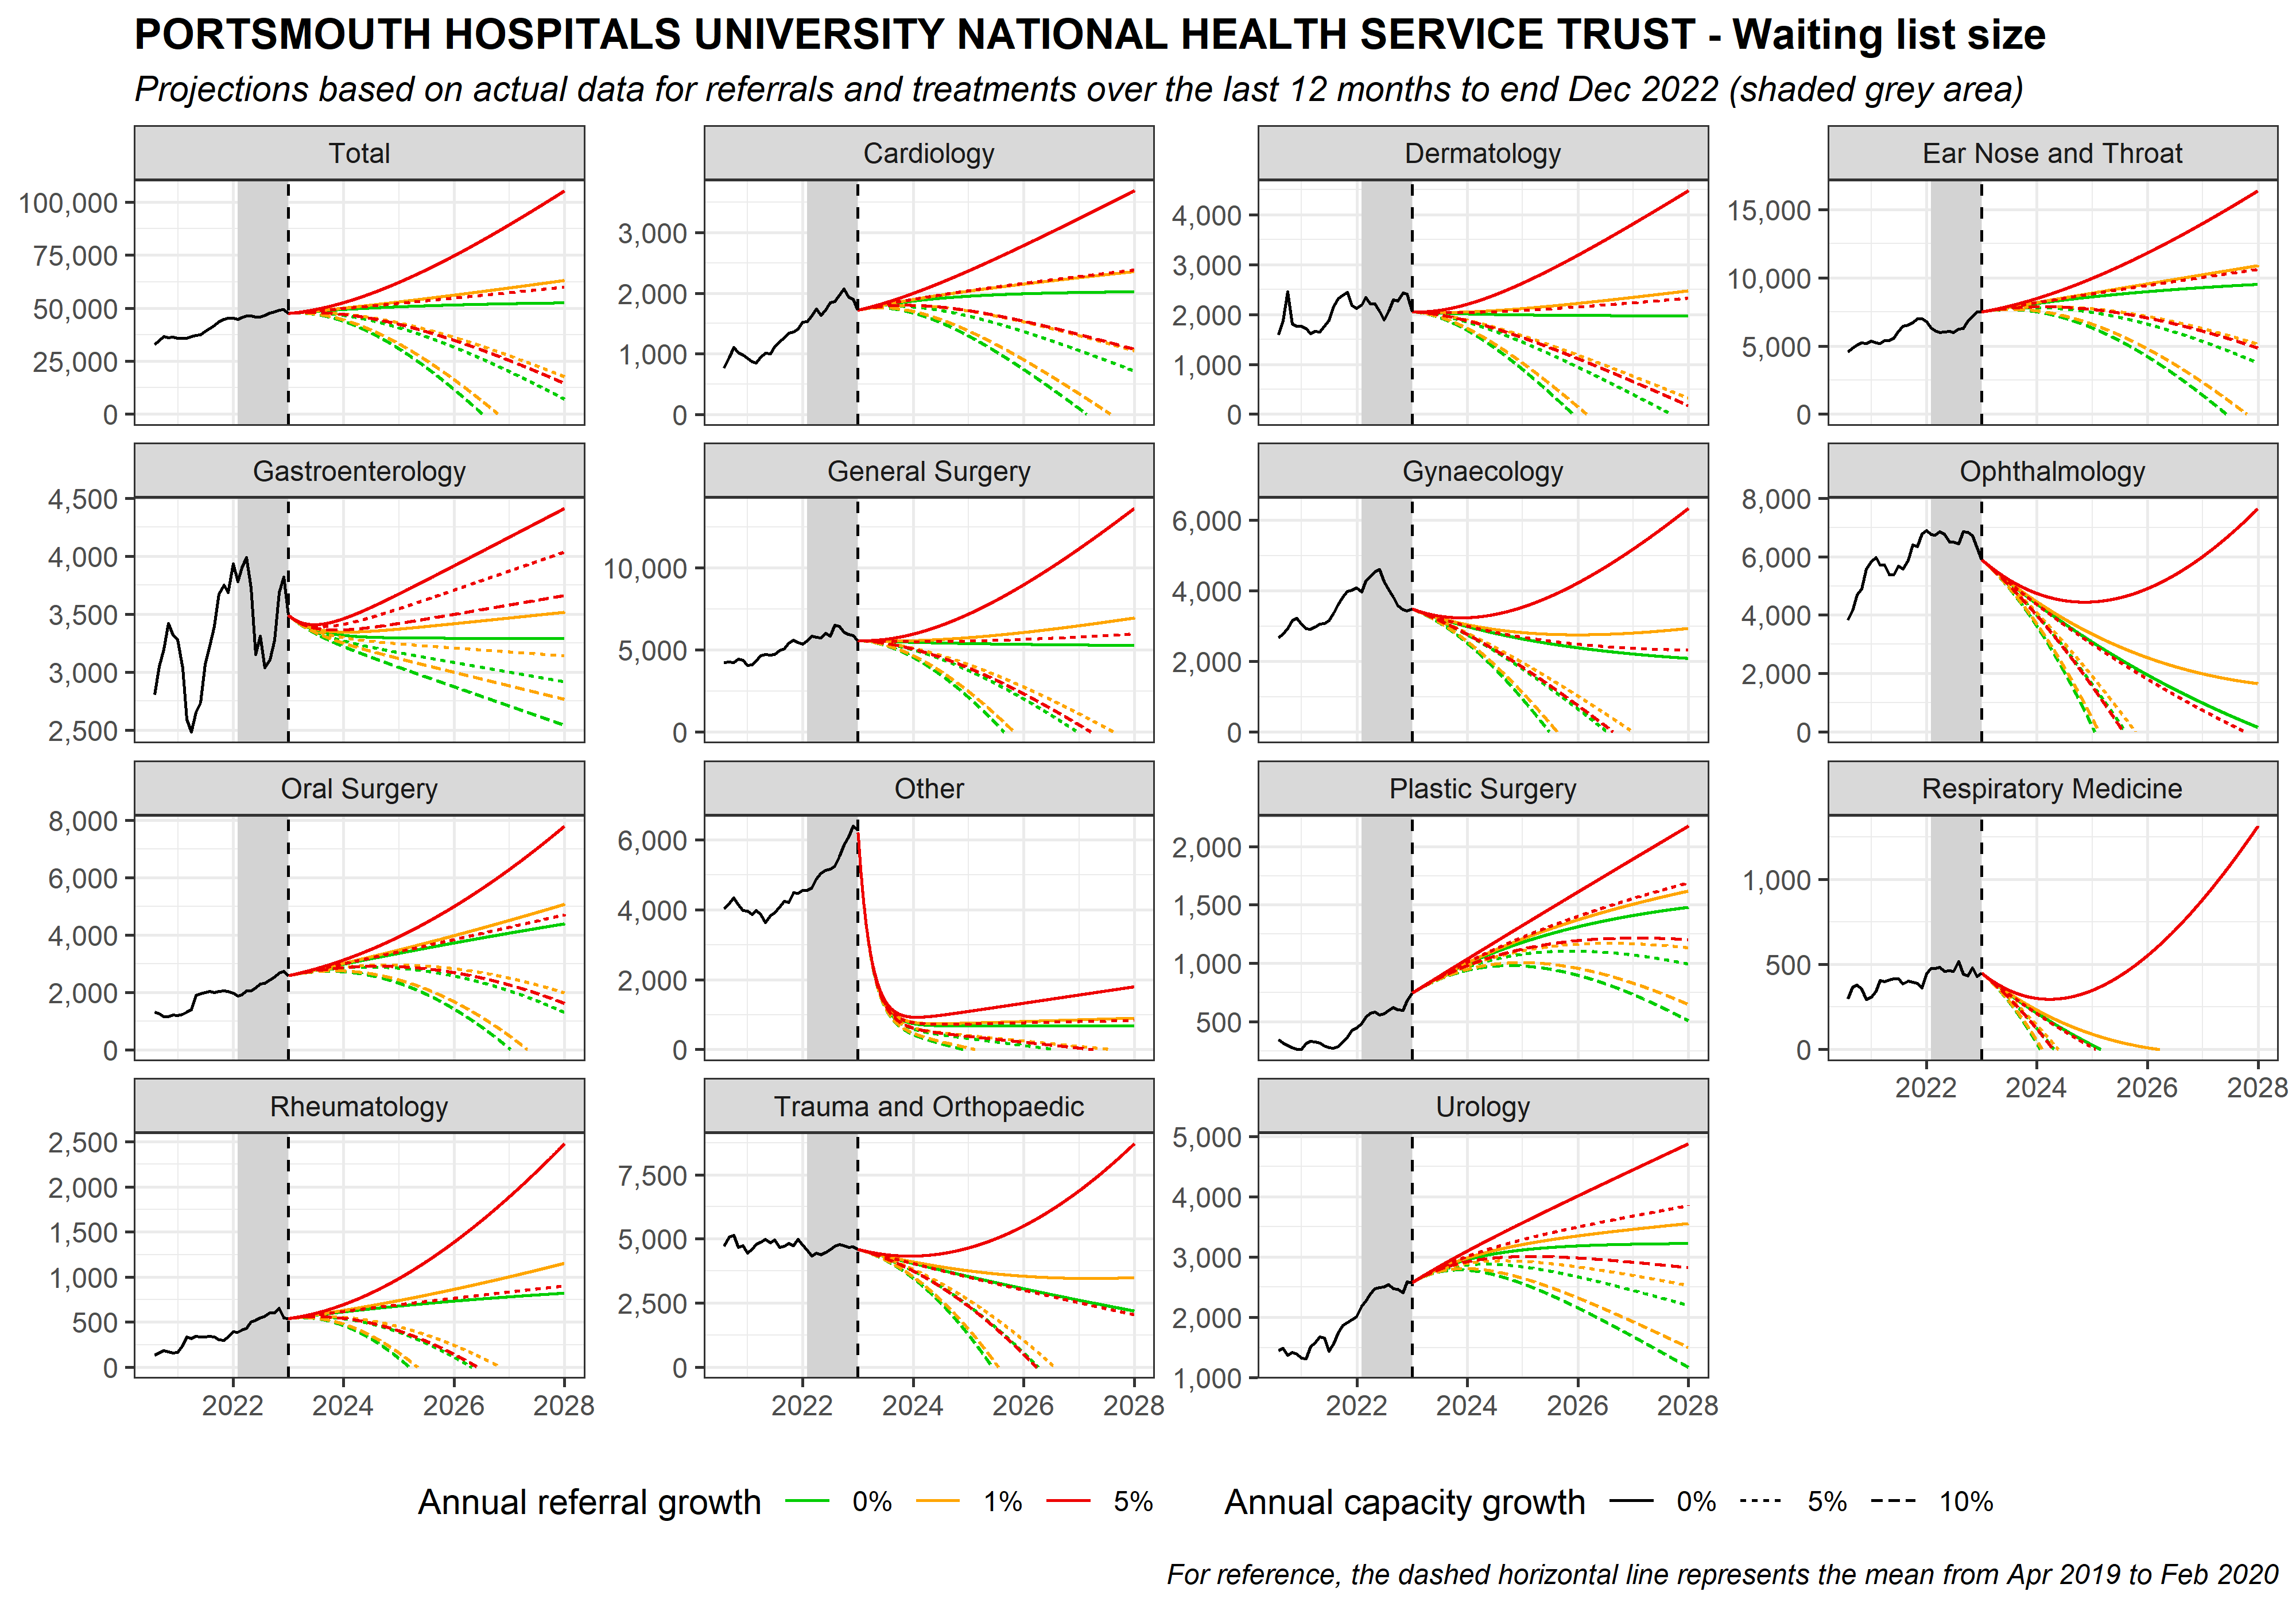 PORTSMOUTH HOSPITALS UNIVERSITY NATIONAL HEALTH SERVICE TRUST - Waiting list size
Projections based on actual data for referrals and treatments over the last 12 months to end Dec 2022 (shaded grey area)
Total
100,000
75,000
50,000
25,000
0
Cardiology
3,000
2,000
1,000
0
Dermatology
4,000
3,000
2,000
1,000
0
Ear Nose and Throat
15,000
10,000
5,000
0
Gastroenterology
4,500
4,000
3,500
3,000
2,500
General Surgery
10,000
5,000
0
Gynaecology
6,000
4,000
2,000
0
Ophthalmology
8,000
6,000
4,000
2,000
0
Oral Surgery
8,000
6,000
4,000
2,000
0
Other
6,000
4,000
2,000
0
Plastic Surgery
2,000
1,500
1,000
500
Respiratory Medicine
1,000
500
0
2022 2024 2026 2028
Rheumatology
2,500
2,000
1,500
1,000
500
0
2022 2024 2026 2028
Trauma and Orthopaedic
7,500
5,000
2,500
0
2022 2024 2026 2028
Urology
5,000
4,000
3,000
2,000
1,000
2022 2024 2026 2028
Annual referral growth 0% 1% 5% Annual capacity growth 0% 5% 10%
For reference, the dashed horizontal line represents the mean from Apr 2019 to Feb 2020